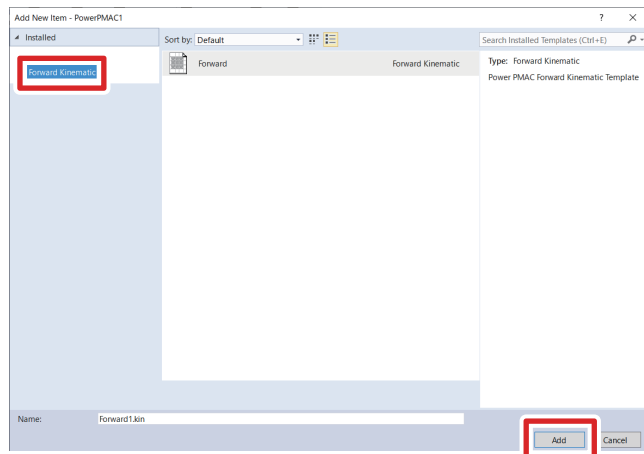 Add New Item - PowerPMAC1
? ×
Installed
Sort by: Default
Search Installed Templates (Ctrl+E)
Forward Kinematic
Forward Forward Kinematic
Type: Forward Kinematic
Power PMAC Forward Kinematic Template
Name: Forward1.kin
Add Cancel